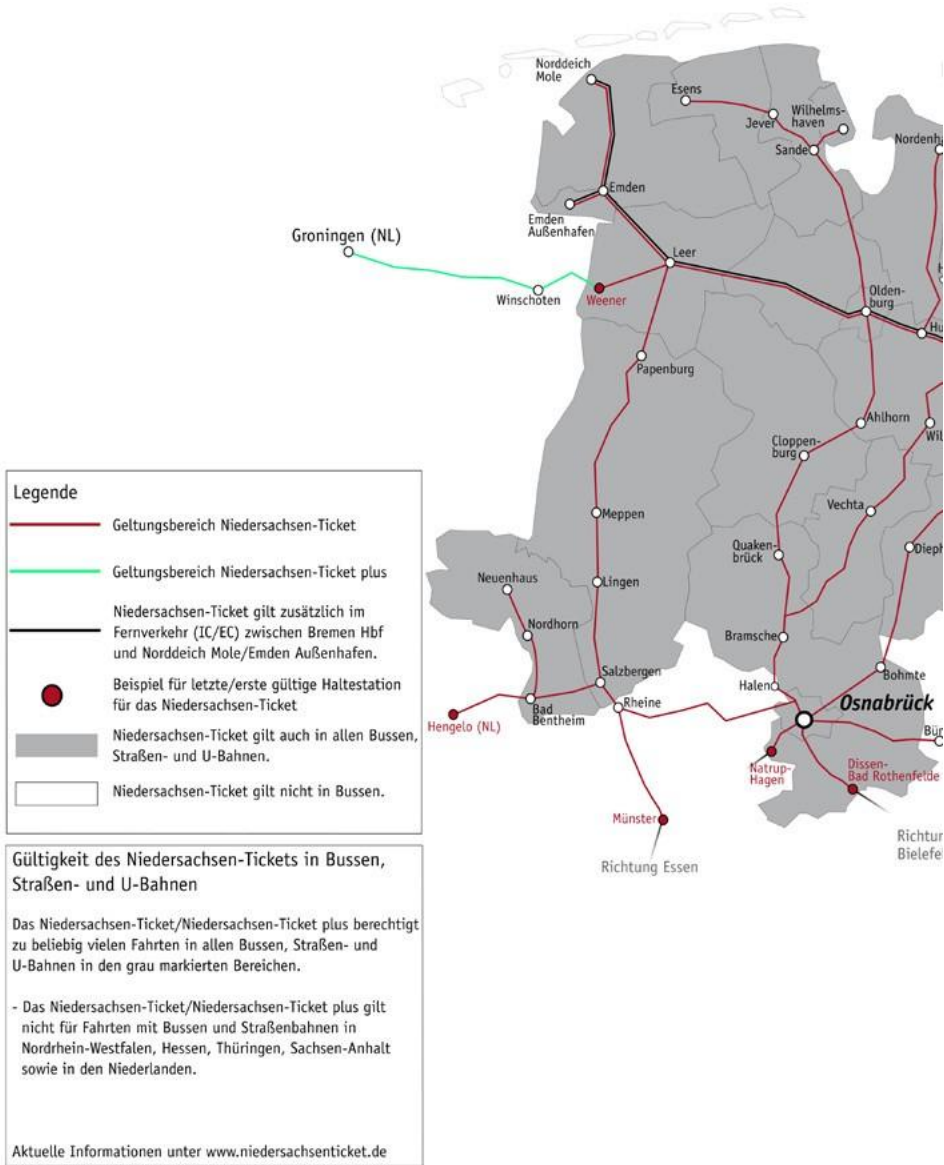 Norddeich
Mole
Esens
Jever
Wilhelms-
haven
Sande
Nordenha
Emden
Emden
Außenhafen
Groningen (NL)
Leer
Winschoten
Weener
Olden-
burg
H
Hu
Papenburg
Ahlhorn
Wil
Cloppen-
burg
Vechta
Meppen
Quaken-
brück
Dieph
Neuenhaus
Lingen
Nordhorn
Bramsche
Salzbergen
Halen
Bohmte
Rheine
Osnabrück
Hengelo (NL)
Bad
Bentheim
Bün
Natrup-
Hagen
Dissen-
Bad Rothenfelde
Münster
Richtung Essen
Richtun
Bielefe
Legende
Geltungsbereich Niedersachsen-Ticket
Geltungsbereich Niedersachsen-Ticket plus
Niedersachsen-Ticket gilt zusätzlich im
Fernverkehr (IC/EC) zwischen Bremen Hbf
und Norddeich Mole/Emden Außenhafen.
Beispiel für letzte/erste gültige Haltestation
für das Niedersachsen-Ticket
Niedersachsen-Ticket gilt auch in allen Bussen,
Straßen- und U-Bahnen.
Niedersachsen-Ticket gilt nicht in Bussen.
Gültigkeit des Niedersachsen-Tickets in Bussen,
Straßen- und U-Bahnen
Das Niedersachsen-Ticket/Niedersachsen-Ticket plus berechtigt
zu beliebig vielen Fahrten in allen Bussen, Straßen- und
U-Bahnen in den grau markierten Bereichen.
- Das Niedersachsen-Ticket/Niedersachsen-Ticket plus gilt
nicht für Fahrten mit Bussen und Straßenbahnen in
Nordrhein-Westfalen, Hessen, Thüringen, Sachsen-Anhalt
sowie in den Niederlanden.
Aktuelle Informationen unter www.niedersachsenticket.de